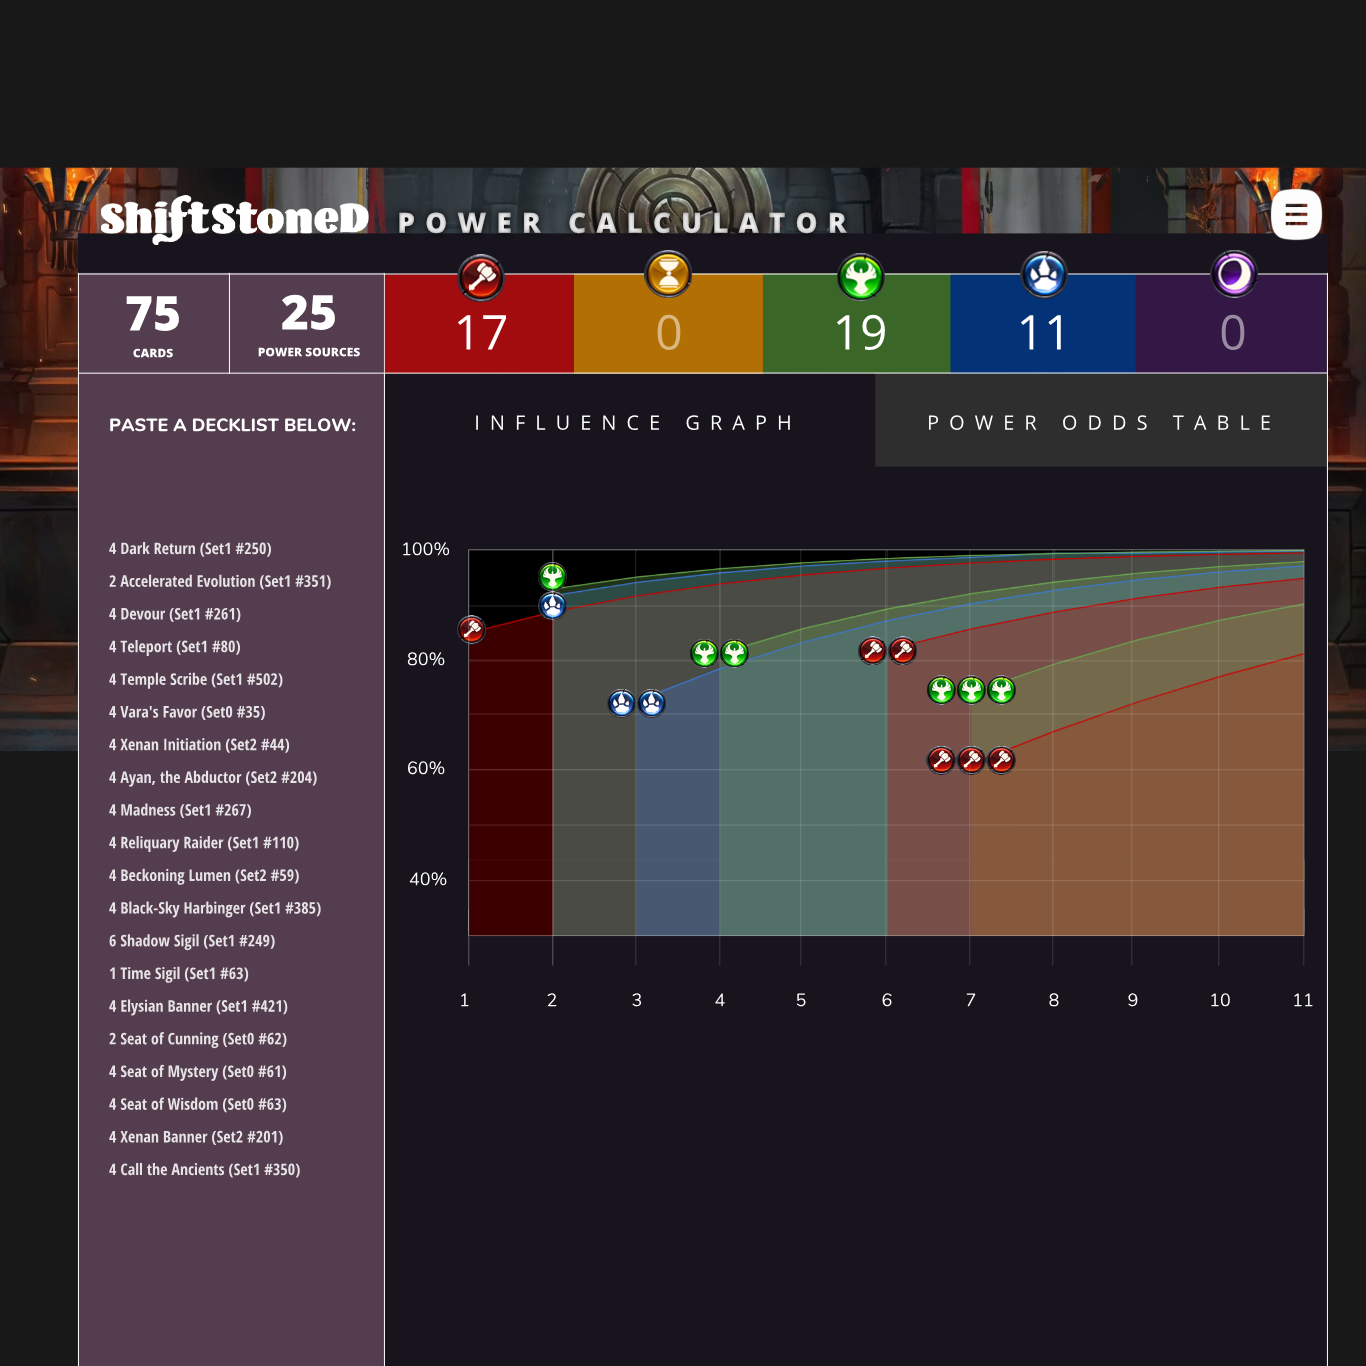 ShiftStoneD POWER CALCULATOR
75
CARDS
25
POWER SOURCES
17
0
19
11
0
PASTE A DECKLIST BELOW:
INFLUENCE GRAPH
POWER ODDS TABLE
4 Dark Return (Set1 #250)
2 Accelerated Evolution (Set1 #351)
4 Devour (Set1 #261)
4 Teleport (Set1 #80)
4 Temple Scribe (Set1 #502)
4 Vara's Favor (Set0 #35)
4 Xenan Initiation (Set2 #44)
4 Ayan, the Abductor (Set2 #204)
4 Madness (Set1 #267)
4 Reliquary Raider (Set1 #110)
4 Beckoning Lumen (Set2 #59)
4 Black-Sky Harbinger (Set1 #385)
6 Shadow Sigil (Set1 #249)
1 Time Sigil (Set1 #63)
4 Elysian Banner (Set1 #421)
2 Seat of Cunning (Set0 #62)
4 Seat of Mystery (Set0 #61)
4 Seat of Wisdom (Set0 #63)
4 Xenan Banner (Set2 #201)
4 Call the Ancients (Set1 #350)
100%
80%
60%
40%
1 2 3 4 5 6 7 8 9 10 11